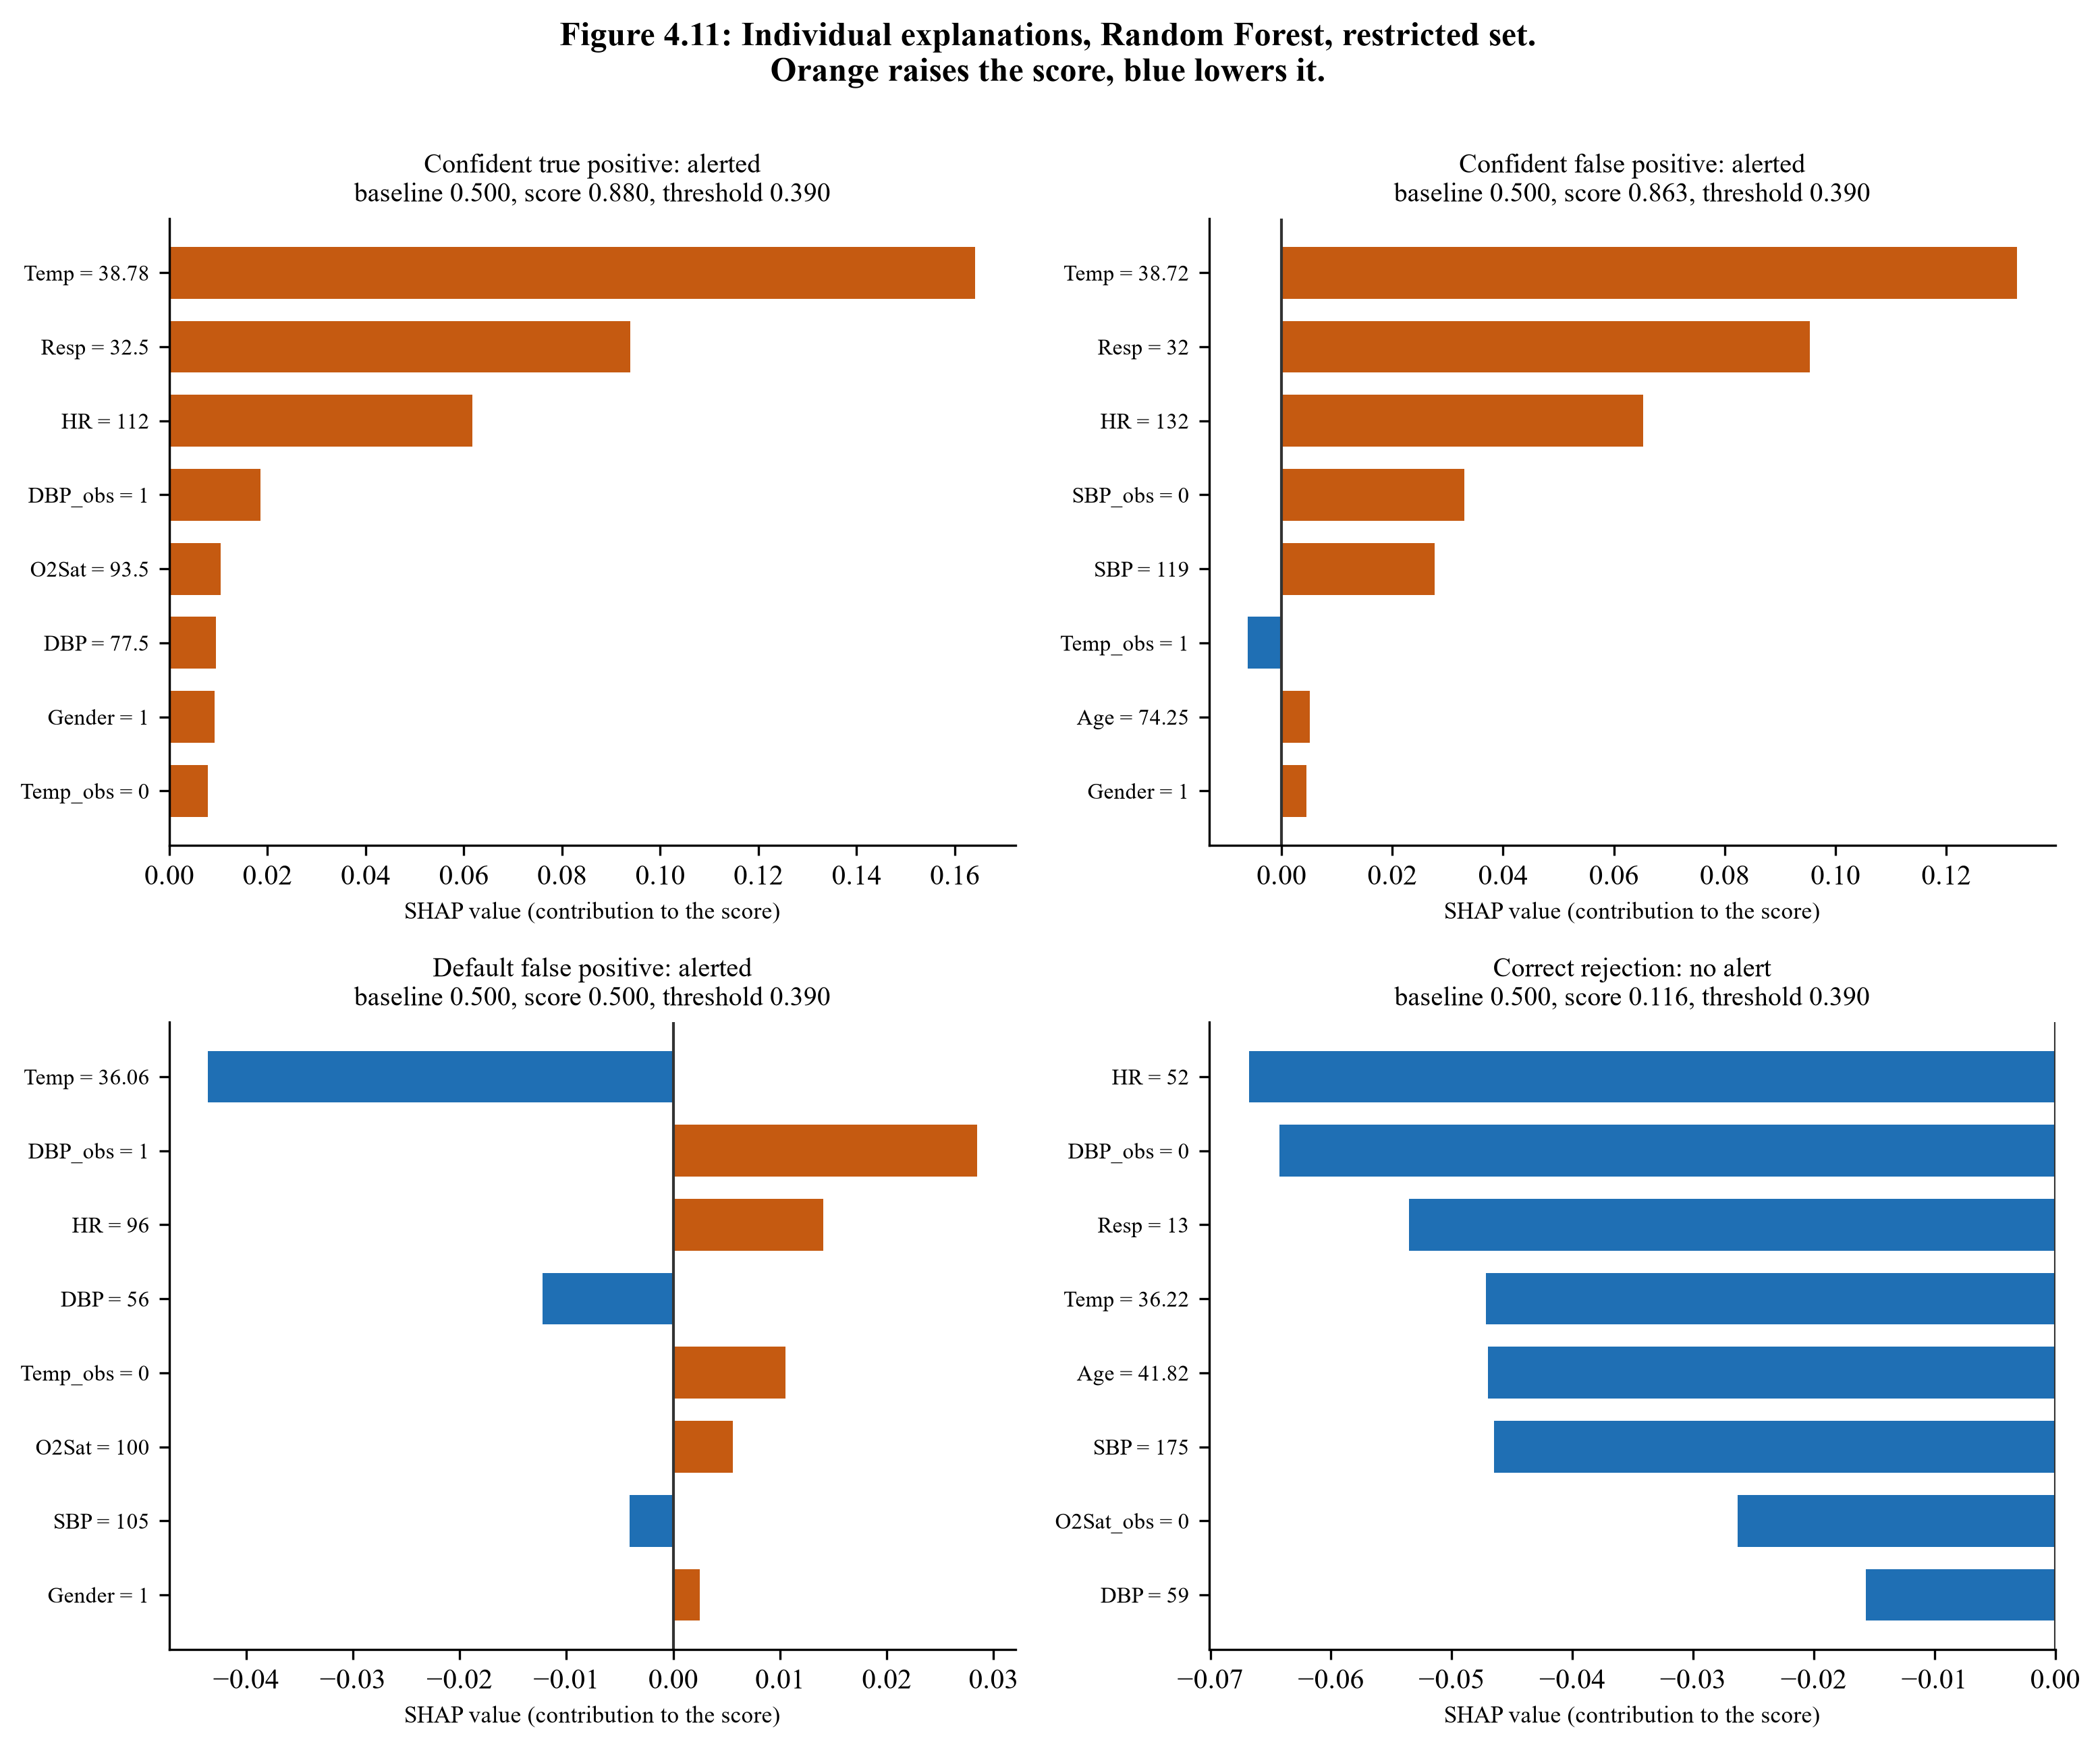 Figure 4.11: Individual explanations, Random Forest, restricted set.
Orange raises the score, blue lowers it.
Confident true positive: alerted
baseline 0.500, score 0.880, threshold 0.390
Temp = 38.78
Resp = 32.5
HR = 112
DBP_obs = 1
O2Sat = 93.5
DBP = 77.5
Gender = 1
Temp_obs = 0
0.00 0.02 0.04 0.06 0.08 0.10 0.12 0.14 0.16
SHAP value (contribution to the score)
Confident false positive: alerted
baseline 0.500, score 0.863, threshold 0.390
Temp = 38.72
Resp = 32
HR = 132
SBP_obs = 0
SBP = 119
Temp_obs = 1
Age = 74.25
Gender = 1
0.00 0.02 0.04 0.06 0.08 0.10 0.12
SHAP value (contribution to the score)
Default false positive: alerted
baseline 0.500, score 0.500, threshold 0.390
Temp = 36.06
DBP_obs = 1
HR = 96
DBP = 56
Temp_obs = 0
O2Sat = 100
SBP = 105
Gender = 1
−0.04 −0.03 −0.02 −0.01 0.00 0.01 0.02 0.03
SHAP value (contribution to the score)
Correct rejection: no alert
baseline 0.500, score 0.116, threshold 0.390
HR = 52
DBP_obs = 0
Resp = 13
Temp = 36.22
Age = 41.82
SBP = 175
O2Sat_obs = 0
DBP = 59
−0.07 −0.06 −0.05 −0.04 −0.03 −0.02 −0.01 0.00
SHAP value (contribution to the score)